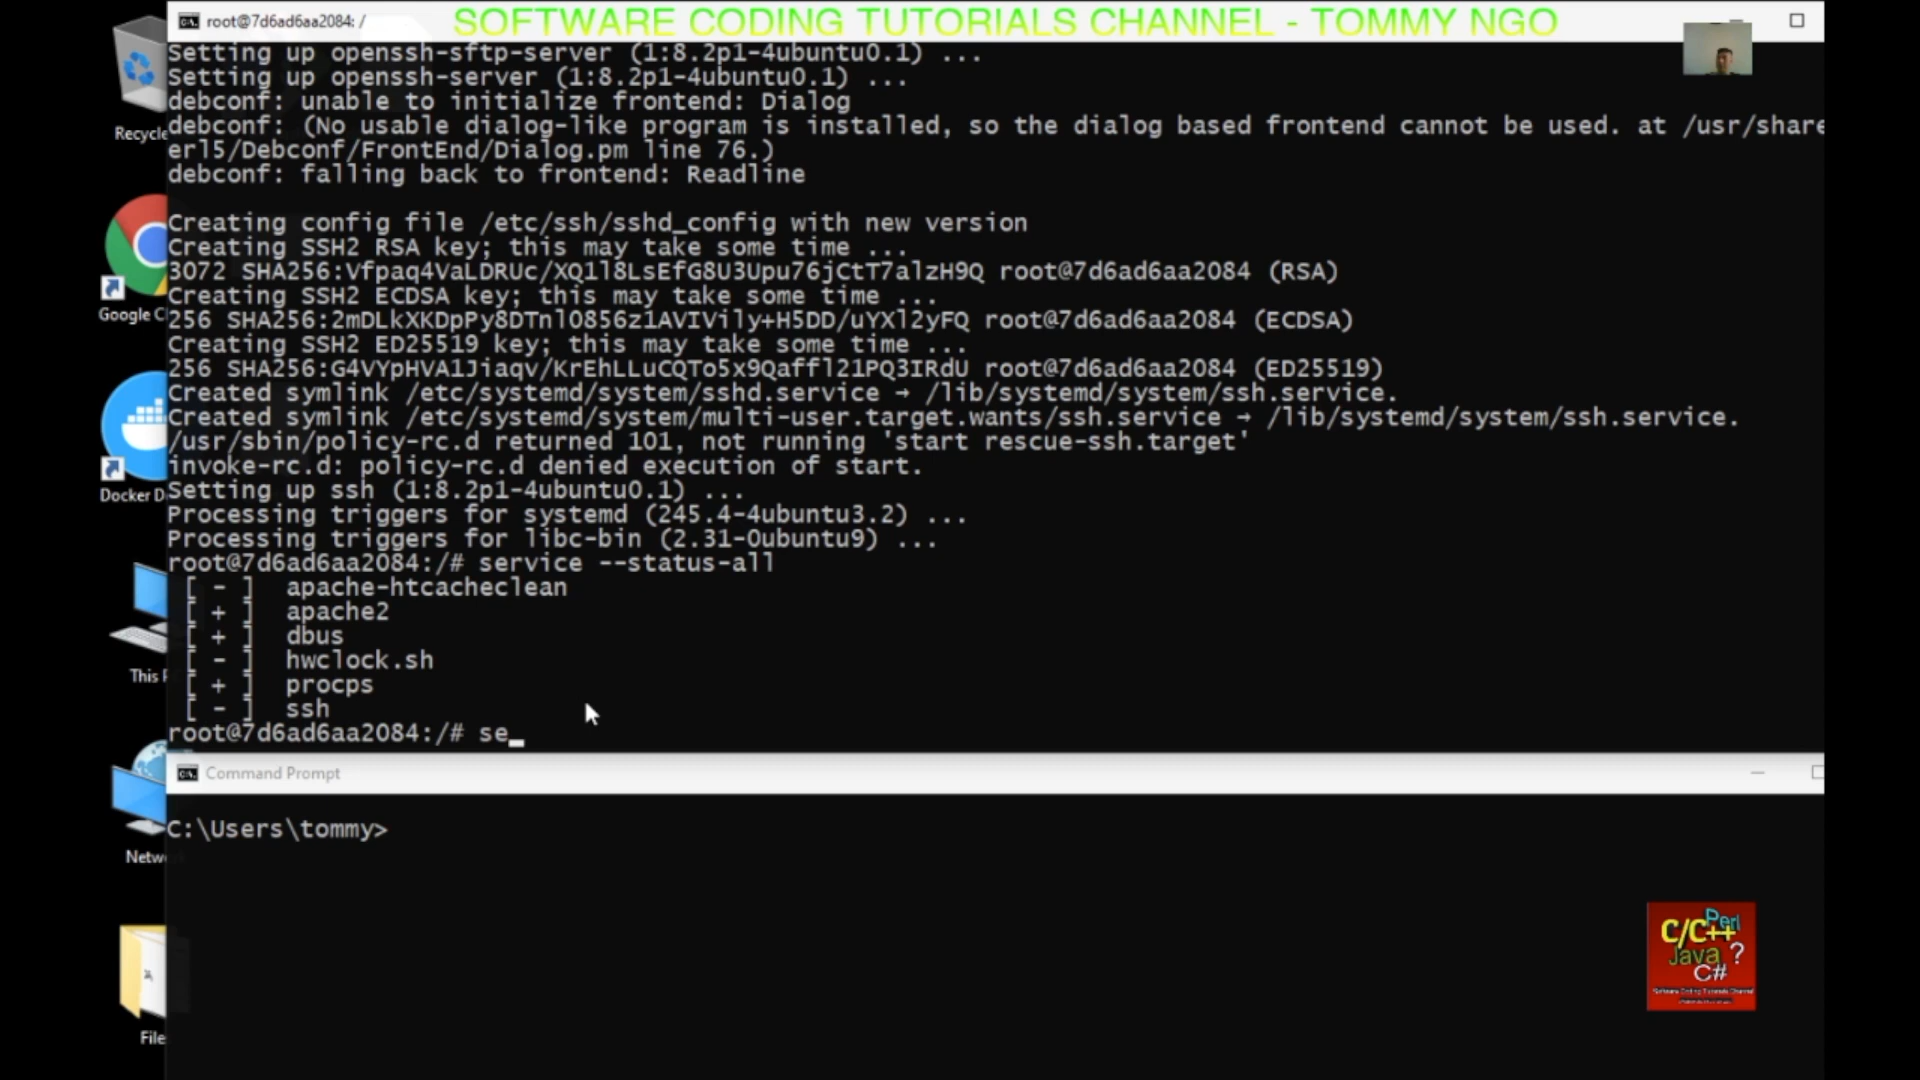 root@7d6ad6aa2084: /
SOFTWARE CODING TUTORIALS CHANNEL - TOMMY NGO
Setting up openssh-sftp-server (1:8.2p1-4ubuntu0.1) ...
Setting up openssh-server (1:8.2p1-4ubuntu0.1) ...
debconf: unable to initialize frontend: Dialog
debconf: (No usable dialog-like program is installed, so the dialog based frontend cannot be used. at /usr/share
erl5/Debconf/FrontEnd/Dialog.pm line 76.)
debconf: falling back to frontend: Readline
Creating config file /etc/ssh/sshd_config with new version
Creating SSH2 RSA key; this may take some time ...
3072 SHA256:Vfpaq4VaLDRUc/XQ1l8LsEfG8U3Upu76jCtT7alzH9Q root@7d6ad6aa2084 (RSA)
Creating SSH2 ECDSA key; this may take some time ...
256 SHA256:2mDLkXKDpPy8DTnlO856z1AVIVily+H5DD/uYXl2yFQ root@7d6ad6aa2084 (ECDSA)
Creating SSH2 ED25519 key; this may take some time ...
256 SHA256:G4VYpHVA1Jiaqv/KrEhLLuCQTo5x9Qaffl21PQ3IRdU root@7d6ad6aa2084 (ED25519)
Created symlink /etc/systemd/system/sshd.service → /lib/systemd/system/ssh.service.
Created symlink /etc/systemd/system/multi-user.target.wants/ssh.service → /lib/systemd/system/ssh.service.
/usr/sbin/policy-rc.d returned 101, not running 'start rescue-ssh.target'
invoke-rc.d: policy-rc.d denied execution of start.
Setting up ssh (1:8.2p1-4ubuntu0.1) ...
Processing triggers for systemd (245.4-4ubuntu3.2) ...
Processing triggers for libc-bin (2.31-0ubuntu9) ...
root@7d6ad6aa2084:/# service --status-all
[ - ] apache-htcacheclean
[ + ] apache2
[ + ] dbus
[ - ] hwclock.sh
[ + ] procps
[ - ] ssh
root@7d6ad6aa2084:/# se_
Command Prompt
C:\Users\tommy>
Recycle
Google C
Docker D
This P
Netw
File
Perl
C/C++
Java ?
C#
Software Coding Tutorials Channel